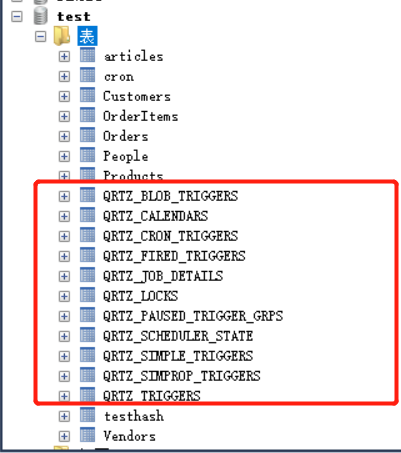 test
表
articles
cron
Customers
OrderItems
Orders
People
Products
QRTZ_BLOB_TRIGGERS
QRTZ_CALENDARS
QRTZ_CRON_TRIGGERS
QRTZ_FIRED_TRIGGERS
QRTZ_JOB_DETAILS
QRTZ_LOCKS
QRTZ_PAUSED_TRIGGER_GRPS
QRTZ_SCHEDULER_STATE
QRTZ_SIMPLE_TRIGGERS
QRTZ_SIMPROP_TRIGGERS
QRTZ_TRIGGERS
testhash
Vendors